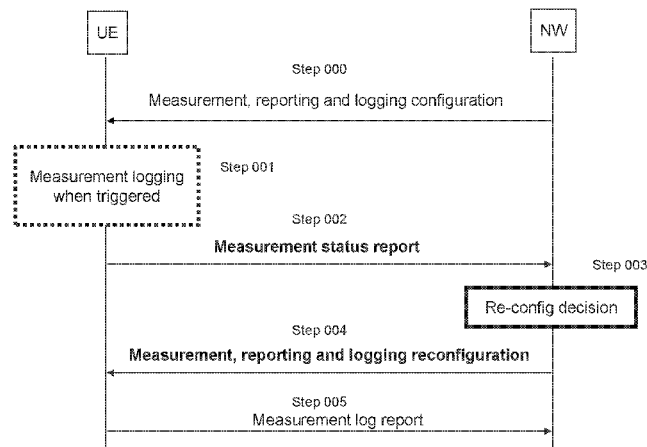 UE
NW
Step 000
Measurement, reporting and logging configuration
Measurement logging
when triggered
Step 001
Step 002
Measurement status report
Step 003
Re-config decision
Step 004
Measurement, reporting and logging reconfiguration
Step 005
Measurement log report